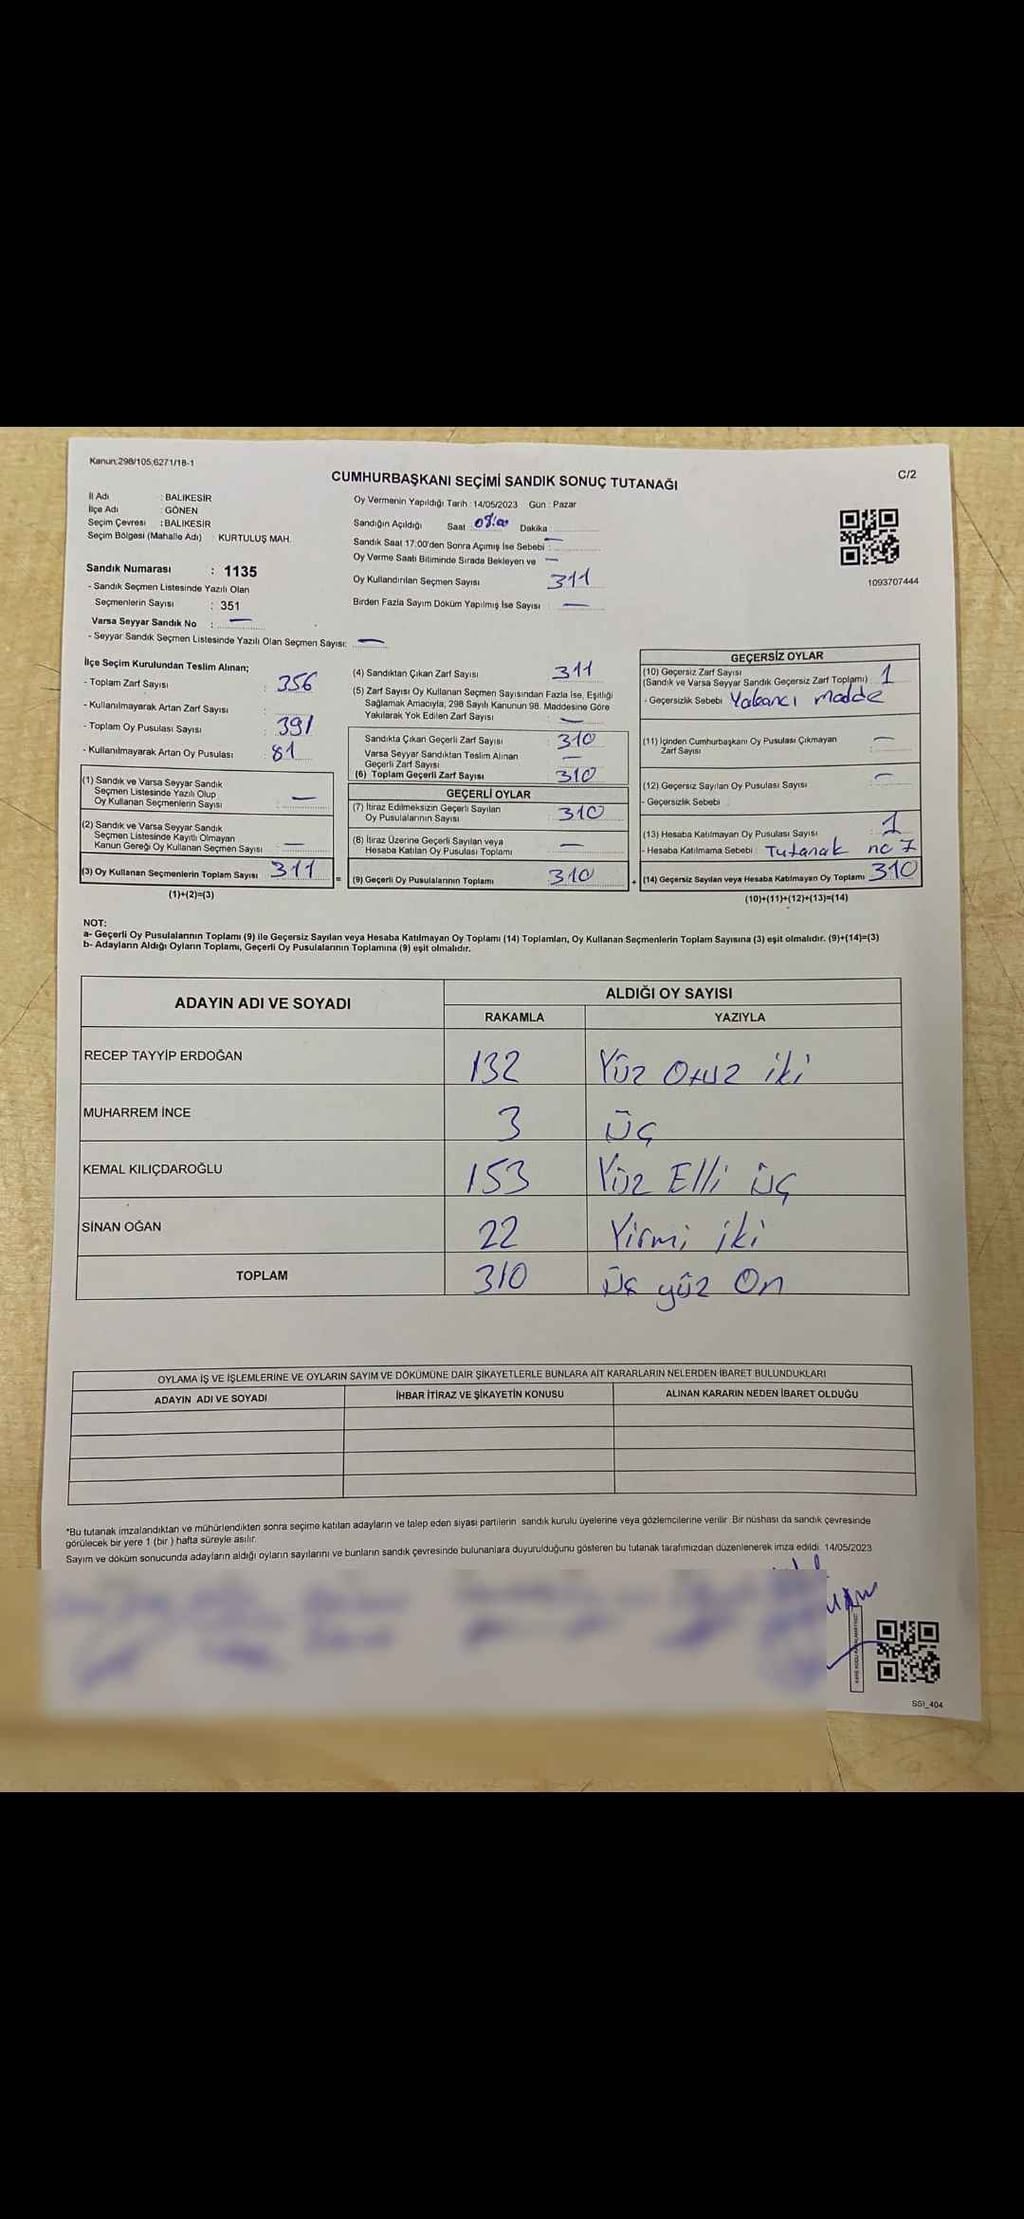 Kanun:298/105;6271/18-1
CUMHURBAŞKANI SEÇİMİ SANDIK SONUÇ TUTANAĞI
C/2
İl Adı : BALIKESİR
İlçe Adı : GÖNEN
Seçim Çevresi : BALIKESİR
Seçim Bölgesi (Mahalle Adı) : KURTULUŞ MAH.
Sandık Numarası : 1135
- Sandık Seçmen Listesinde Yazılı Olan
Seçmenlerin Sayısı : 351
Varsa Seyyar Sandık No : —
- Seyyar Sandık Seçmen Listesinde Yazılı Olan Seçmen Sayısı: —
Oy Vermenin Yapıldığı Tarih : 14/05/2023 Gün : Pazar
Sandığın Açıldığı Saat : 08:00 Dakika
Sandık Saat 17:00'den Sonra Açımış İse Sebebi : —
Oy Verme Saati Bitiminde Sırada Bekleyen ve —
Oy Kullandırılan Seçmen Sayısı 311
Birden Fazla Sayım Döküm Yapılmış İse Sayısı —
1093707444
İlçe Seçim Kurulundan Teslim Alınan;
- Toplam Zarf Sayısı : 356
- Kullanılmayarak Artan Zarf Sayısı :
- Toplam Oy Pusulası Sayısı : 391
- Kullanılmayarak Artan Oy Pusulası : 81
(1) Sandık ve Varsa Seyyar Sandık
Seçmen Listesinde Yazılı Olup
Oy Kullanan Seçmenlerin Sayısı : —
(2) Sandık ve Varsa Seyyar Sandık
Seçmen Listesinde Kayıtlı Olmayan
Kanun Gereği Oy Kullanan Seçmen Sayısı : —
(3) Oy Kullanan Seçmenlerin Toplam Sayısı : 311
(1)+(2)=(3)
(4) Sandıktan Çıkan Zarf Sayısı : 311
(5) Zarf Sayısı Oy Kullanan Seçmen Sayısından Fazla İse, Eşitliği
Sağlamak Amacıyla, 298 Sayılı Kanunun 98. Maddesine Göre
Yakılarak Yok Edilen Zarf Sayısı : —
Sandıkta Çıkan Geçerli Zarf Sayısı : 310
Varsa Seyyar Sandıktan Teslim Alınan
Geçerli Zarf Sayısı : —
(6) Toplam Geçerli Zarf Sayısı : 310
GEÇERLİ OYLAR
(7) İtiraz Edilmeksizin Geçerli Sayılan
Oy Pusulalarının Sayısı : 310
(8) İtiraz Üzerine Geçerli Sayılan veya
Hesaba Katılan Oy Pusulası Toplamı : —
= (9) Geçerli Oy Pusulalarının Toplamı : 310
GEÇERSİZ OYLAR
(10) Geçersiz Zarf Sayısı
(Sandık ve Varsa Seyyar Sandık Geçersiz Zarf Toplamı) : 1
- Geçersizlik Sebebi : Yabancı madde
(11) İçinden Cumhurbaşkanı Oy Pusulası Çıkmayan
Zarf Sayısı : —
(12) Geçersiz Sayılan Oy Pusulası Sayısı : —
- Geçersizlik Sebebi
(13) Hesaba Katılmayan Oy Pusulası Sayısı : 1
- Hesaba Katılmama Sebebi : Tutanak no 7
+ (14) Geçersiz Sayılan veya Hesaba Katılmayan Oy Toplamı : 310
(10)+(11)+(12)+(13)=(14)
NOT:
a- Geçerli Oy Pusulalarının Toplamı (9) ile Geçersiz Sayılan veya Hesaba Katılmayan Oy Toplamı (14) Toplamları, Oy Kullanan Seçmenlerin Toplam Sayısına (3) eşit olmalıdır. (9)+(14)=(3)
b- Adayların Aldığı Oyların Toplamı, Geçerli Oy Pusulalarının Toplamına (9) eşit olmalıdır.
ADAYIN ADI VE SOYADI
ALDIĞI OY SAYISI
RAKAMLA YAZIYLA
RECEP TAYYİP ERDOĞAN 132 Yüz Otuz iki
MUHARREM İNCE 3 üç
KEMAL KILIÇDAROĞLU 153 Yüz Elli üç
SİNAN OĞAN 22 Yirmi iki
TOPLAM 310 üç yüz On
OYLAMA İŞ VE İŞLEMLERİNE VE OYLARIN SAYIM VE DÖKÜMÜNE DAİR ŞİKAYETLERLE BUNLARA AİT KARARLARIN NELERDEN İBARET BULUNDUKLARI
ADAYIN ADI VE SOYADI İHBAR İTİRAZ VE ŞİKAYETİN KONUSU ALINAN KARARIN NEDEN İBARET OLDUĞU
*Bu tutanak imzalandıktan ve mühürlendikten sonra seçime katılan adayların ve talep eden siyasi partilerin sandık kurulu üyelerine veya gözlemcilerine verilir. Bir nüshası da sandık çevresinde
görülecek bir yere 1 (bir) hafta süreyle asılır.
Sayım ve döküm sonucunda adayların aldığı oyların sayılarını ve bunların sandık çevresinde bulunanlara duyurulduğunu gösteren bu tutanak tarafımızdan düzenlenerek imza edildi. 14/05/2023
SSI_404